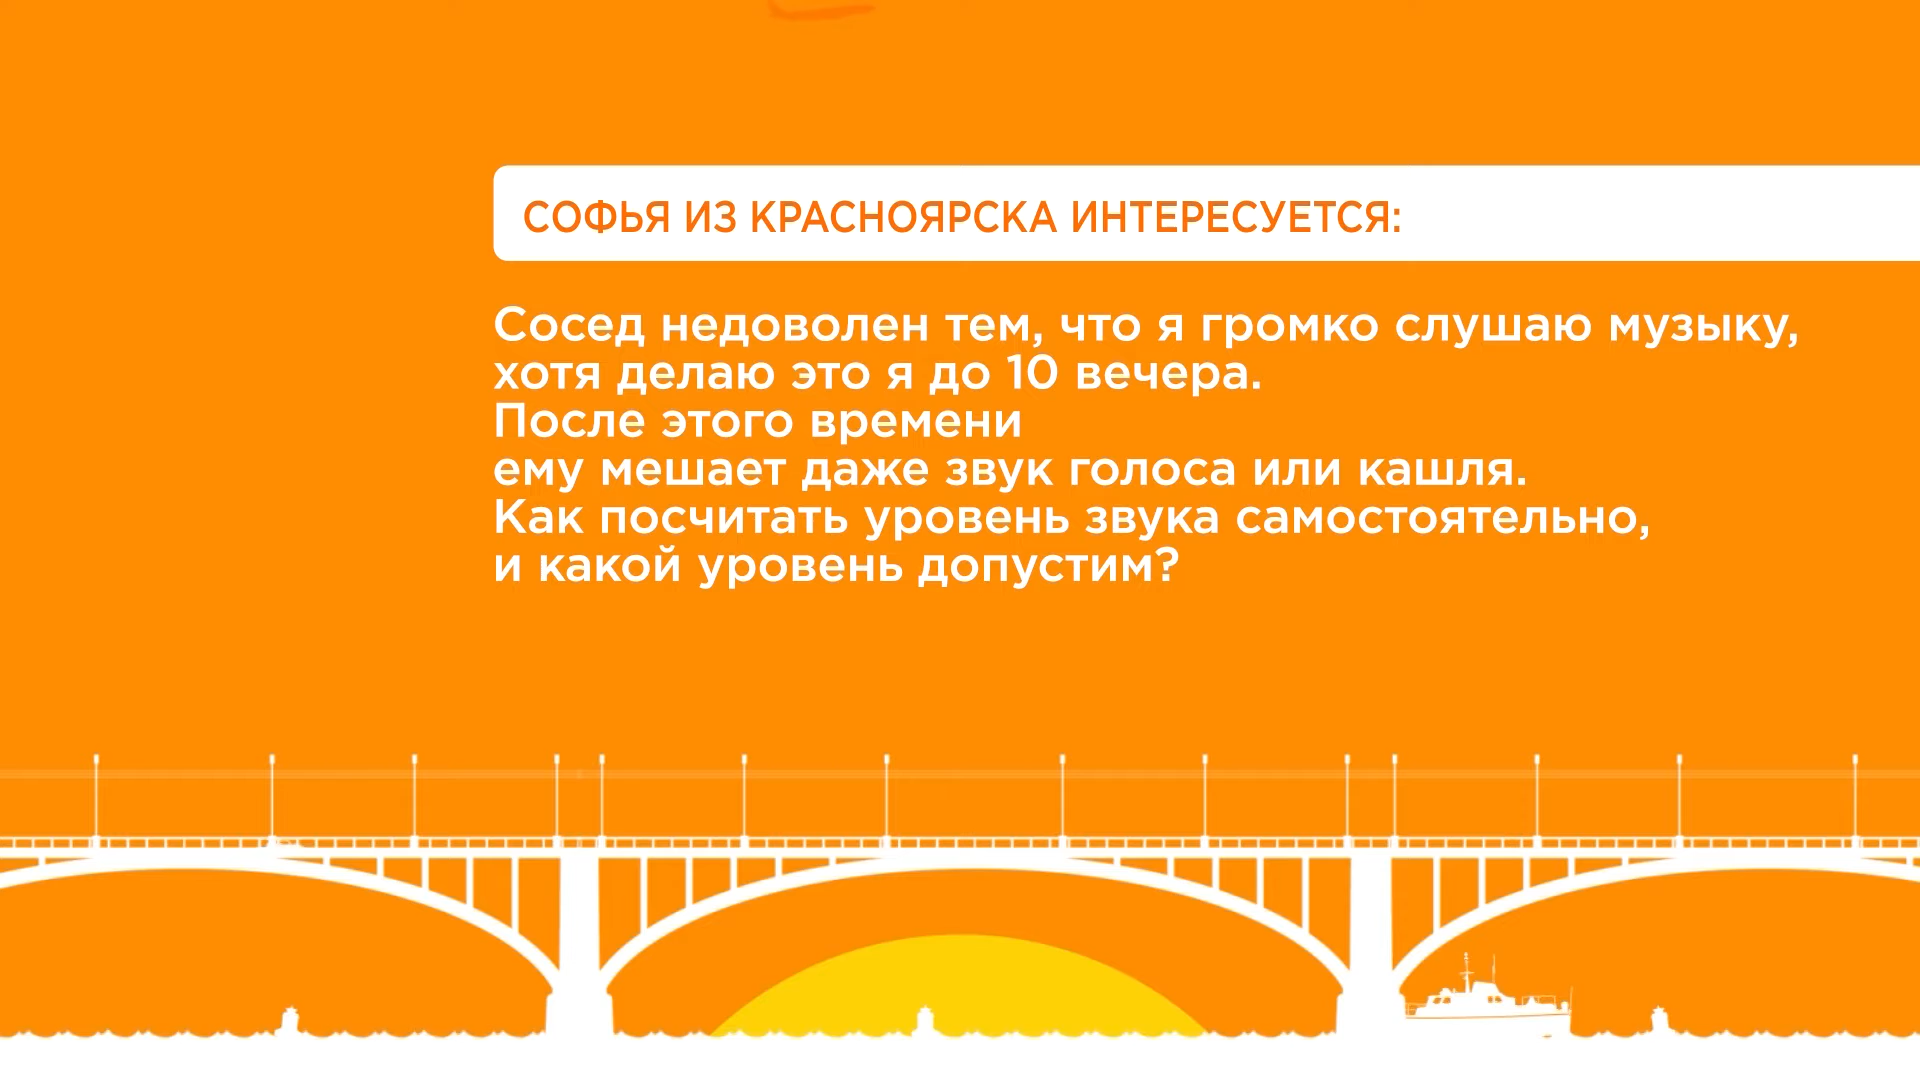 СОФЬЯ ИЗ КРАСНОЯРСКА ИНТЕРЕСУЕТСЯ:
Сосед недоволен тем, что я громко слушаю музыку,
хотя делаю это я до 10 вечера.
После этого времени
ему мешает даже звук голоса или кашля.
Как посчитать уровень звука самостоятельно,
и какой уровень допустим?